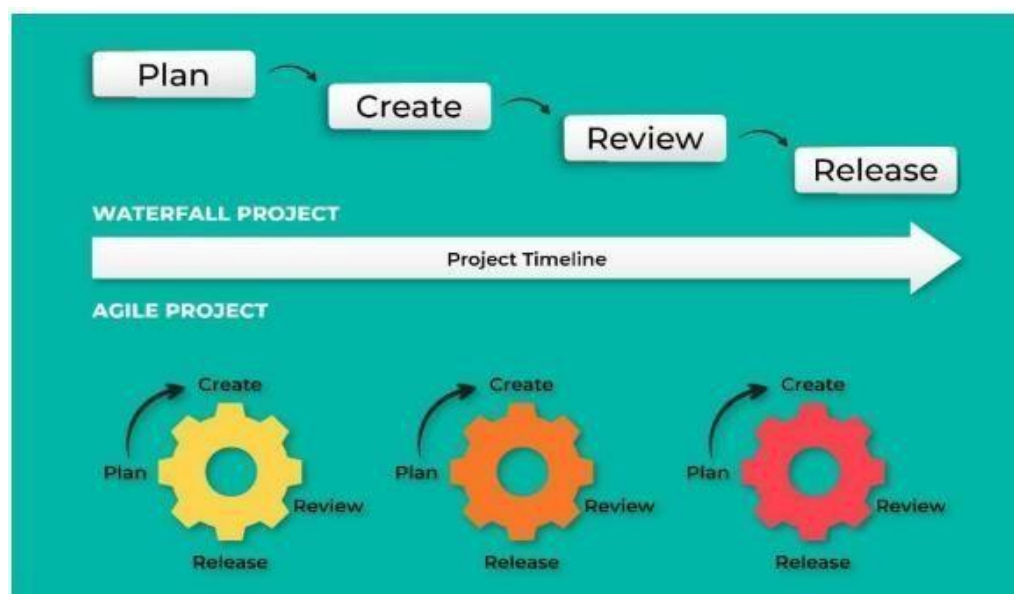 Plan
Create
Review
Release
WATERFALL PROJECT
Project Timeline
AGILE PROJECT
Create
Plan
Review
Release
Create
Plan
Review
Release
Create
Plan
Review
Release